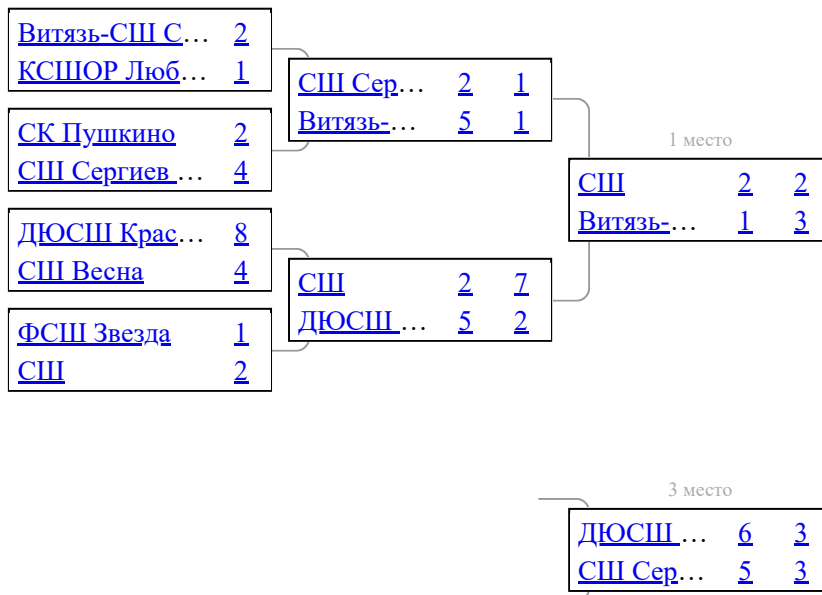 Витязь-СШ С... 2
КСШОР Люб... 1
СК Пушкино 2
СШ Сергиев ... 4
ДЮСШ Крас... 8
СШ Весна 4
ФСШ Звезда 1
СШ 2
СШ Сер... 2 1
Витязь-... 5 1
СШ 2 7
ДЮСШ ... 5 2
1 место
СШ 2 2
Витязь-... 1 3
3 место
ДЮСШ ... 6 3
СШ Сер... 5 3